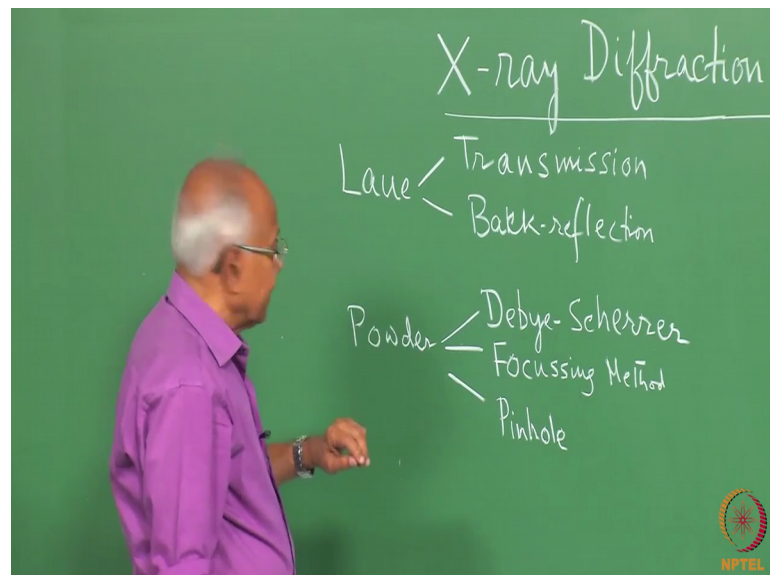 X-ray Diffraction
Laue
Transmission
Back-reflection
Powder
Debye-Scherrer
Focussing Method
Pinhole
NPTEL